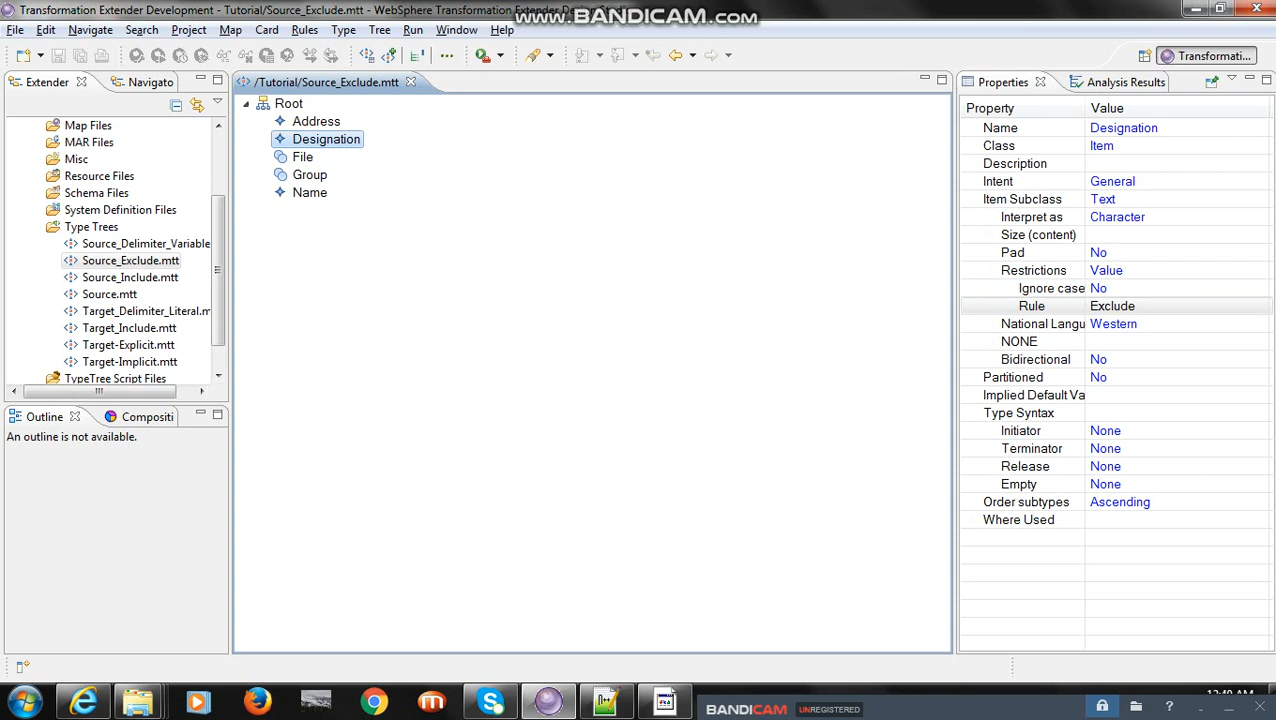 Transformation Extender Development - Tutorial/Source_Exclude.mtt - WebSphere Transformation Extender
www.BANDICAM.com
File Edit Navigate Search Project Map Card Rules Type Tree Run Window Help
Transformati...
Extender
Navigato
Map Files
MAR Files
Misc
Resource Files
Schema Files
System Definition Files
Type Trees
Source_Delimiter_Variable
Source_Exclude.mtt
Source_Include.mtt
Source.mtt
Target_Delimiter_Literal.m
Target_Include.mtt
Target-Explicit.mtt
Target-Implicit.mtt
TypeTree Script Files
Outline
Compositi
An outline is not available.
/Tutorial/Source_Exclude.mtt
Root
Address
Designation
File
Group
Name
Properties
Analysis Results
Property Value
Name Designation
Class Item
Description
Intent General
Item Subclass Text
Interpret as Character
Size (content)
Pad No
Restrictions Value
Ignore case No
Rule Exclude
National Langu Western
NONE
Bidirectional No
Partitioned No
Implied Default Va
Type Syntax
Initiator None
Terminator None
Release None
Empty None
Order subtypes Ascending
Where Used
12:40 AM
BANDICAM UNREGISTERED